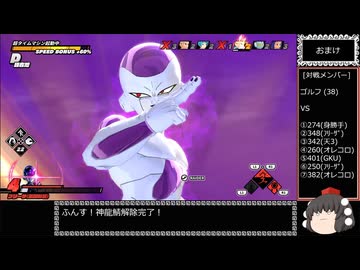 超タイムマシン起動中
SPEED BONUS +60%
D
22
4
RAIDER
ふんす！神龍鯖解除完了！
おまけ
[対戦メンバー]
ゴルフ (38)
VS
①274(身勝手)
②348(ﾌﾘｰｻﾞ)
③342(天3)
④260(オレコロ)
⑤401(GKU)
⑥250(ﾌﾘｰｻﾞ)
⑦382(オレコロ)